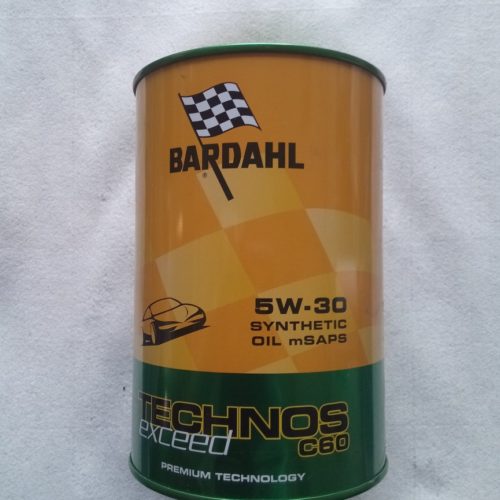 BARDAHL
®
5W-30
SYNTHETIC
OIL mSAPS
TECHNOS
exceed C60
PREMIUM TECHNOLOGY